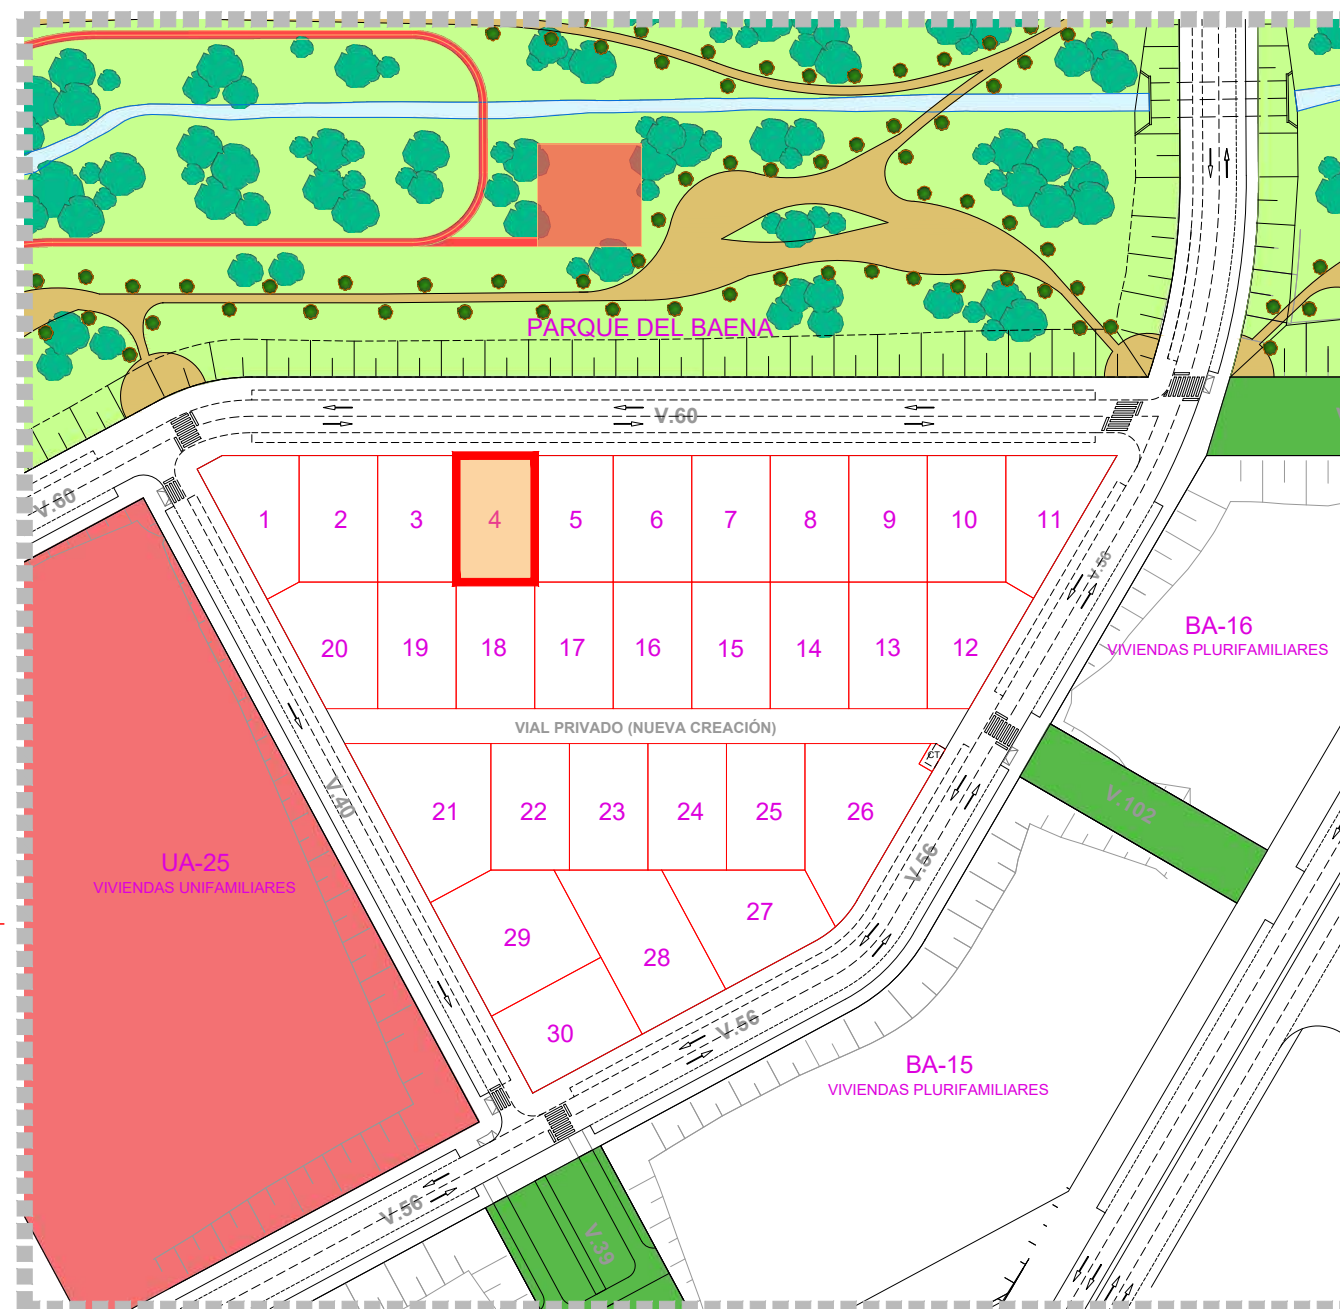 PARQUE DEL BAENA
V.60
V.60
1
2
3
4
5
6
7
8
9
10
11
V.56
20
19
18
17
16
15
14
13
12
BA-16
VIVIENDAS PLURIFAMILIARES
VIAL PRIVADO (NUEVA CREACIÓN)
CT
V.40
21
22
23
24
25
26
V.102
UA-25
VIVIENDAS UNIFAMILIARES
V.56
27
29
28
30
V.56
BA-15
VIVIENDAS PLURIFAMILIARES
V.56
V.39